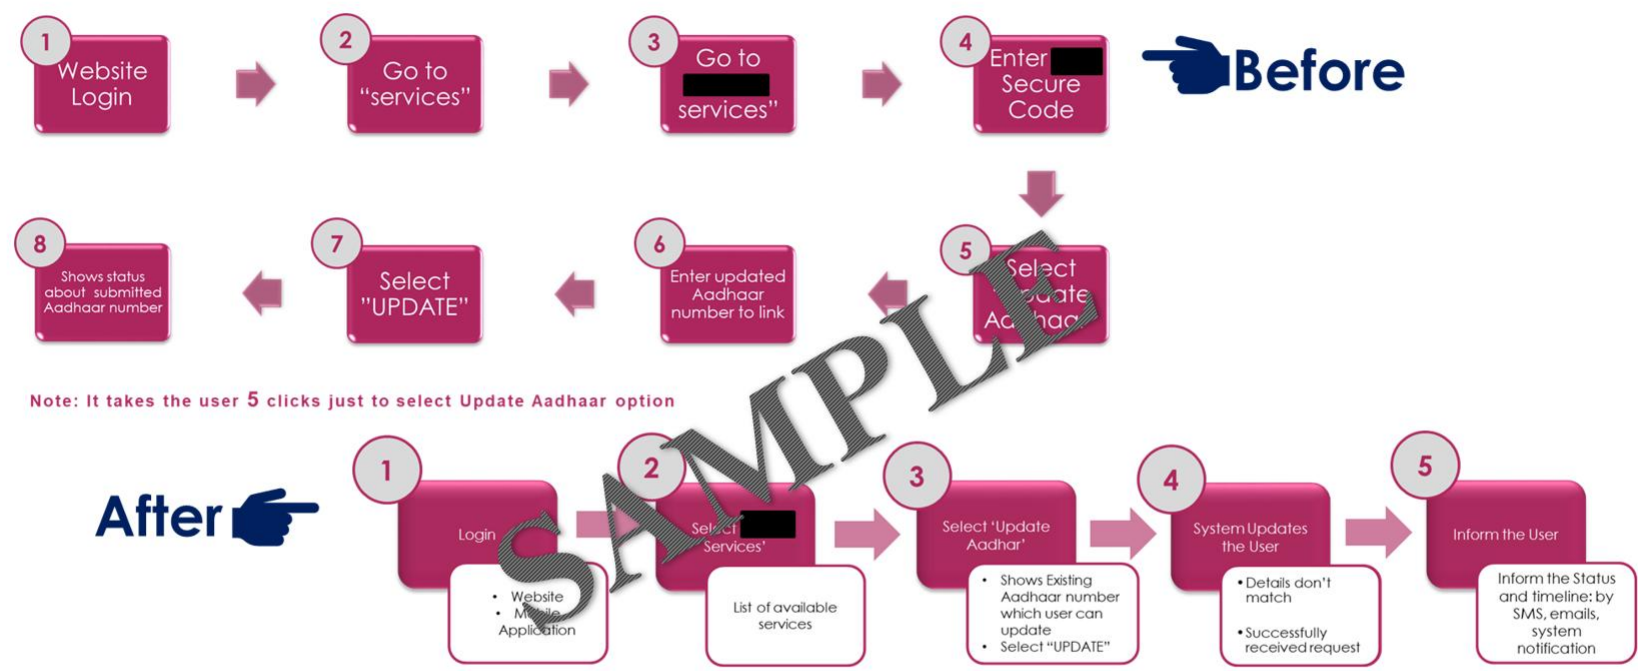 1
Website
Login
2
Go to
“services”
3
Go to
services”
4
Enter
Secure
Code
Before
8
Shows status
about submitted
Aadhaar number
7
Select
”UPDATE”
6
Enter updated
Aadhaar
number to link
5
Select
Update
Aadhaar
SAMPLE
Note: It takes the user 5 clicks just to select Update Aadhaar option
After
1
Login
• Website
• Mobile
Application
2
Select
Services’
List of available
services
3
Select ‘Update
Aadhar’
• Shows Existing
Aadhaar number
which user can
update
• Select “UPDATE”
4
System Updates
the User
•Details don’t
match
•Successfully
received request
5
Inform the User
Inform the Status
and timeline: by
SMS, emails,
system
notification